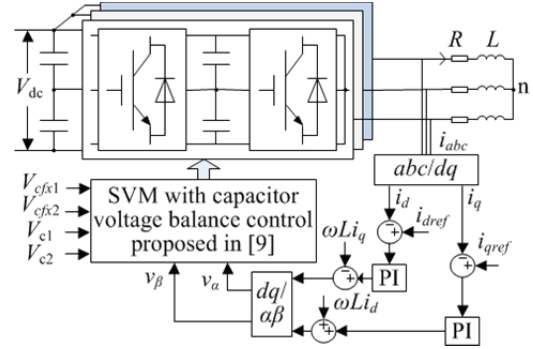 R L
V_dc
n
i_abc
abc/dq
V_cfx1
V_cfx2
V_c1
V_c2
SVM with capacitor
voltage balance control
proposed in [9]
i_d
i_dref
i_q
i_qref
ωLi_q
PI
v_β
v_α
dq/
αβ
ωLi_d
PI